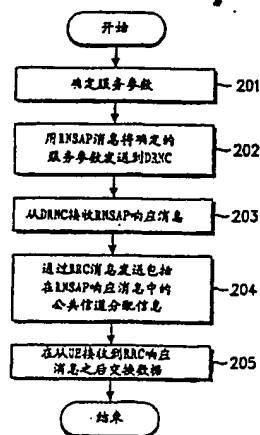 开始
确定服务参数
201
用RNSAP消息将确定的
服务参数发送到DRNC
202
从DRNC接收RNSAP响应消息
203
通过RRC消息发送包括
在RNSAP响应消息中的
公共信道分配信息
204
在从UE接收到RRC响应
消息之后交换数据
205
结束